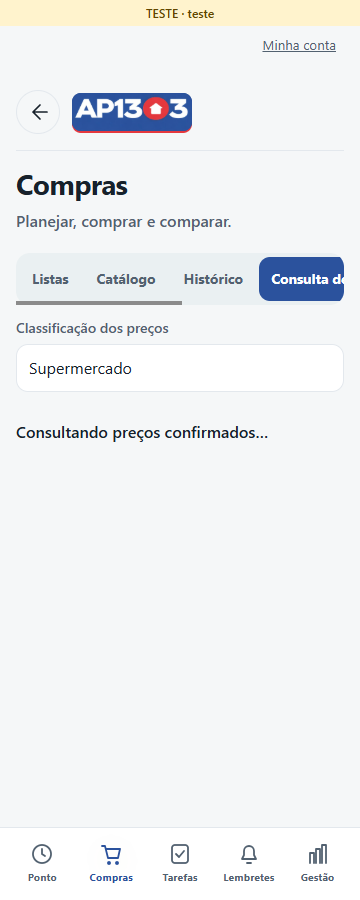 TESTE · teste
Minha conta
AP1303
Compras
Planejar, comprar e comparar.
Listas Catálogo Histórico Consulta de
Classificação dos preços
Supermercado
Consultando preços confirmados...
Ponto Compras Tarefas Lembretes Gestão